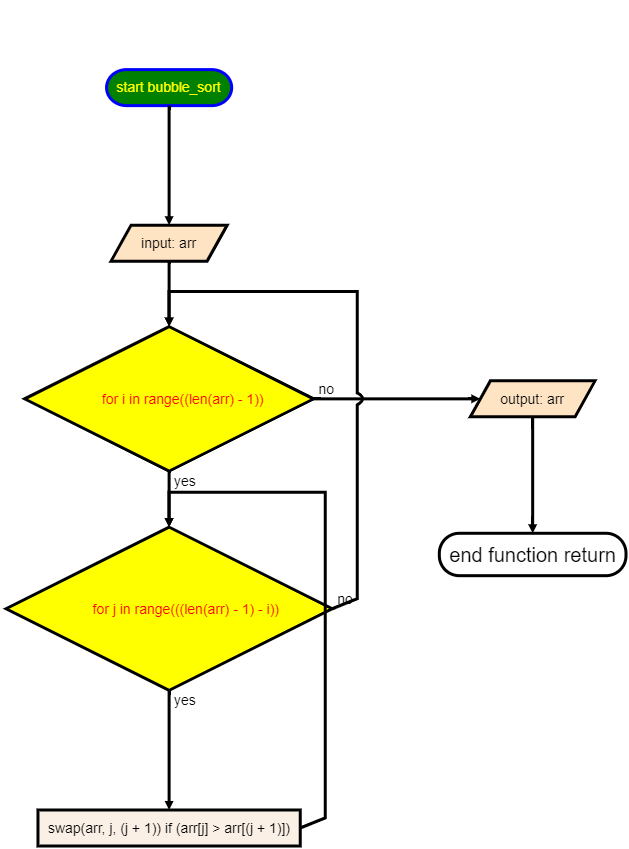 start bubble_sort
input: arr
for i in range((len(arr) - 1))
no
output: arr
yes
end function return
for j in range(((len(arr) - 1) - i))
no
yes
swap(arr, j, (j + 1)) if (arr[j] > arr[(j + 1)])